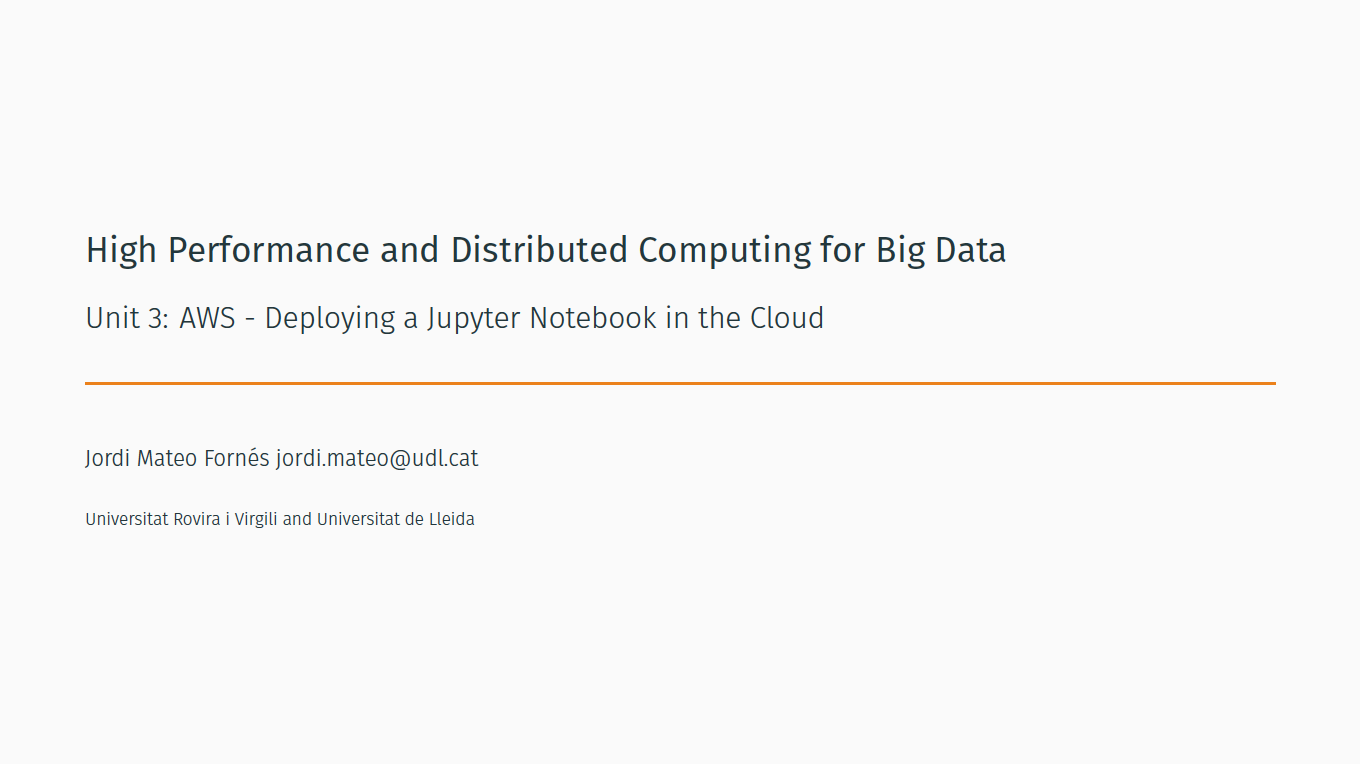 High Performance and Distributed Computing for Big Data
Unit 3: AWS - Deploying a Jupyter Notebook in the Cloud
Jordi Mateo Fornés jordi.mateo@udl.cat
Universitat Rovira i Virgili and Universitat de Lleida